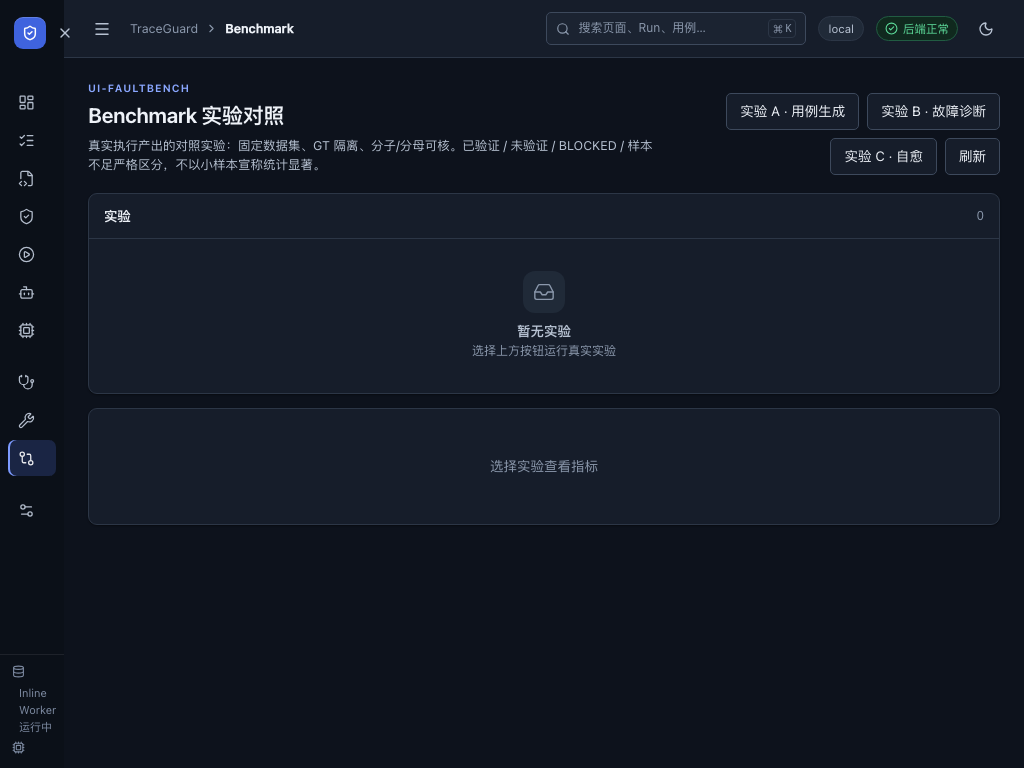 TraceGuard > Benchmark
搜索页面、Run、用例...
⌘ K
local
后端正常
UI-FAULTBENCH
Benchmark 实验对照
真实执行产出的对照实验：固定数据集、GT 隔离、分子/分母可核。已验证 / 未验证 / BLOCKED / 样本
不足严格区分，不以小样本宣称统计显著。
实验 A · 用例生成
实验 B · 故障诊断
实验 C · 自愈
刷新
实验
0
暂无实验
选择上方按钮运行真实实验
选择实验查看指标
Inline
Worker
运行中